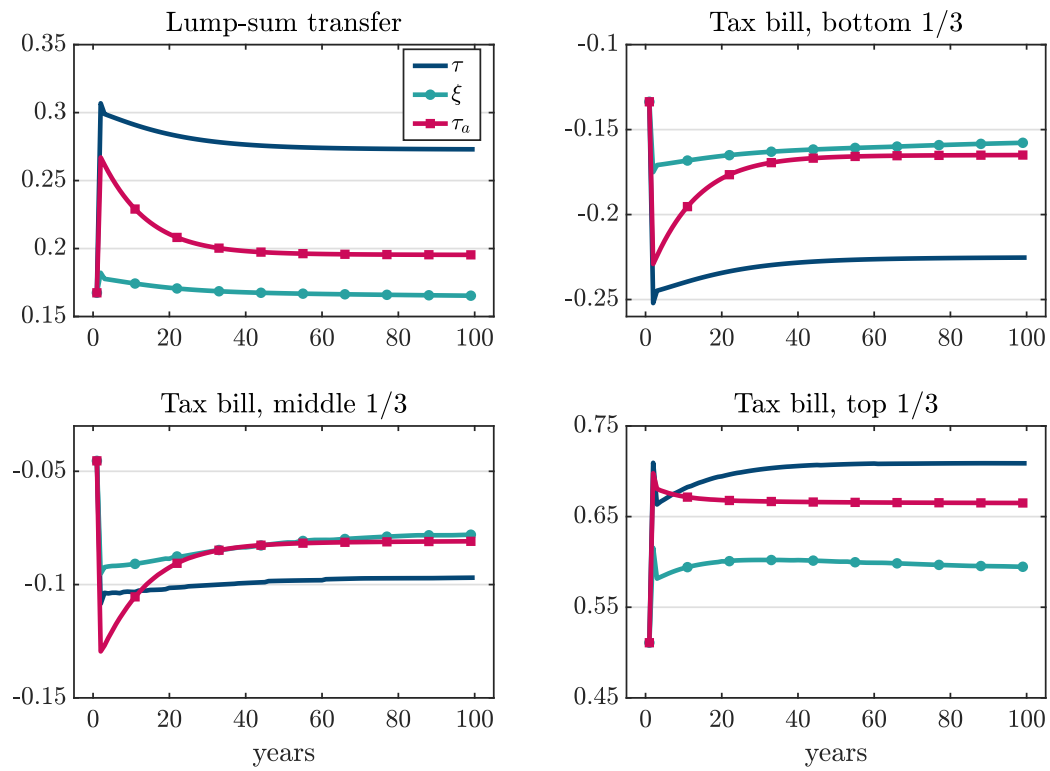 Lump-sum transfer
0.35
0.3
0.25
0.2
0.15
0 20 40 60 80 100
τ
ξ
τ_a
Tax bill, bottom 1/3
-0.1
-0.15
-0.2
-0.25
0 20 40 60 80 100
Tax bill, middle 1/3
-0.05
-0.1
-0.15
0 20 40 60 80 100
years
Tax bill, top 1/3
0.75
0.65
0.55
0.45
0 20 40 60 80 100
years